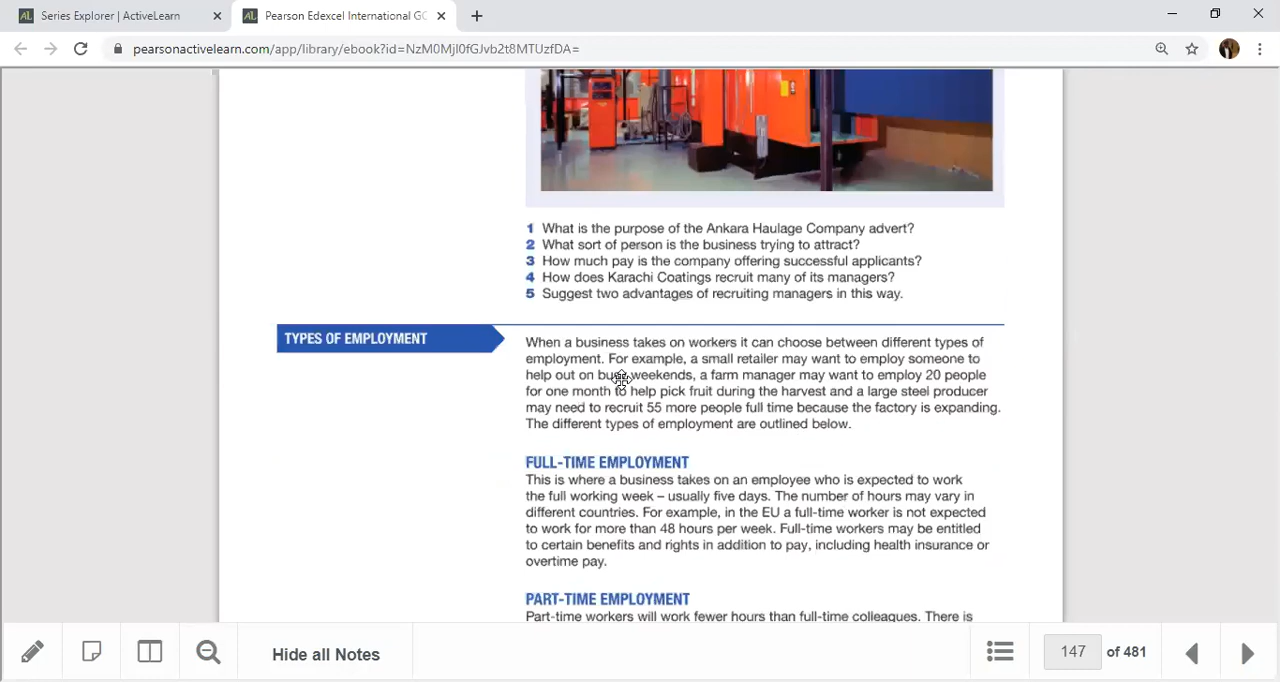 Series Explorer | ActiveLearn
Pearson Edexcel International GC
pearsonactivelearn.com/app/library/ebook?id=NzM0MjI0fGJvb2t8MTUzfDA=
1 What is the purpose of the Ankara Haulage Company advert?
2 What sort of person is the business trying to attract?
3 How much pay is the company offering successful applicants?
4 How does Karachi Coatings recruit many of its managers?
5 Suggest two advantages of recruiting managers in this way.
TYPES OF EMPLOYMENT
When a business takes on workers it can choose between different types of
employment. For example, a small retailer may want to employ someone to
help out on busy weekends, a farm manager may want to employ 20 people
for one month to help pick fruit during the harvest and a large steel producer
may need to recruit 55 more people full time because the factory is expanding.
The different types of employment are outlined below.
FULL-TIME EMPLOYMENT
This is where a business takes on an employee who is expected to work
the full working week – usually five days. The number of hours may vary in
different countries. For example, in the EU a full-time worker is not expected
to work for more than 48 hours per week. Full-time workers may be entitled
to certain benefits and rights in addition to pay, including health insurance or
overtime pay.
PART-TIME EMPLOYMENT
Part-time workers will work fewer hours than full-time colleagues. There is
Hide all Notes
147 of 481